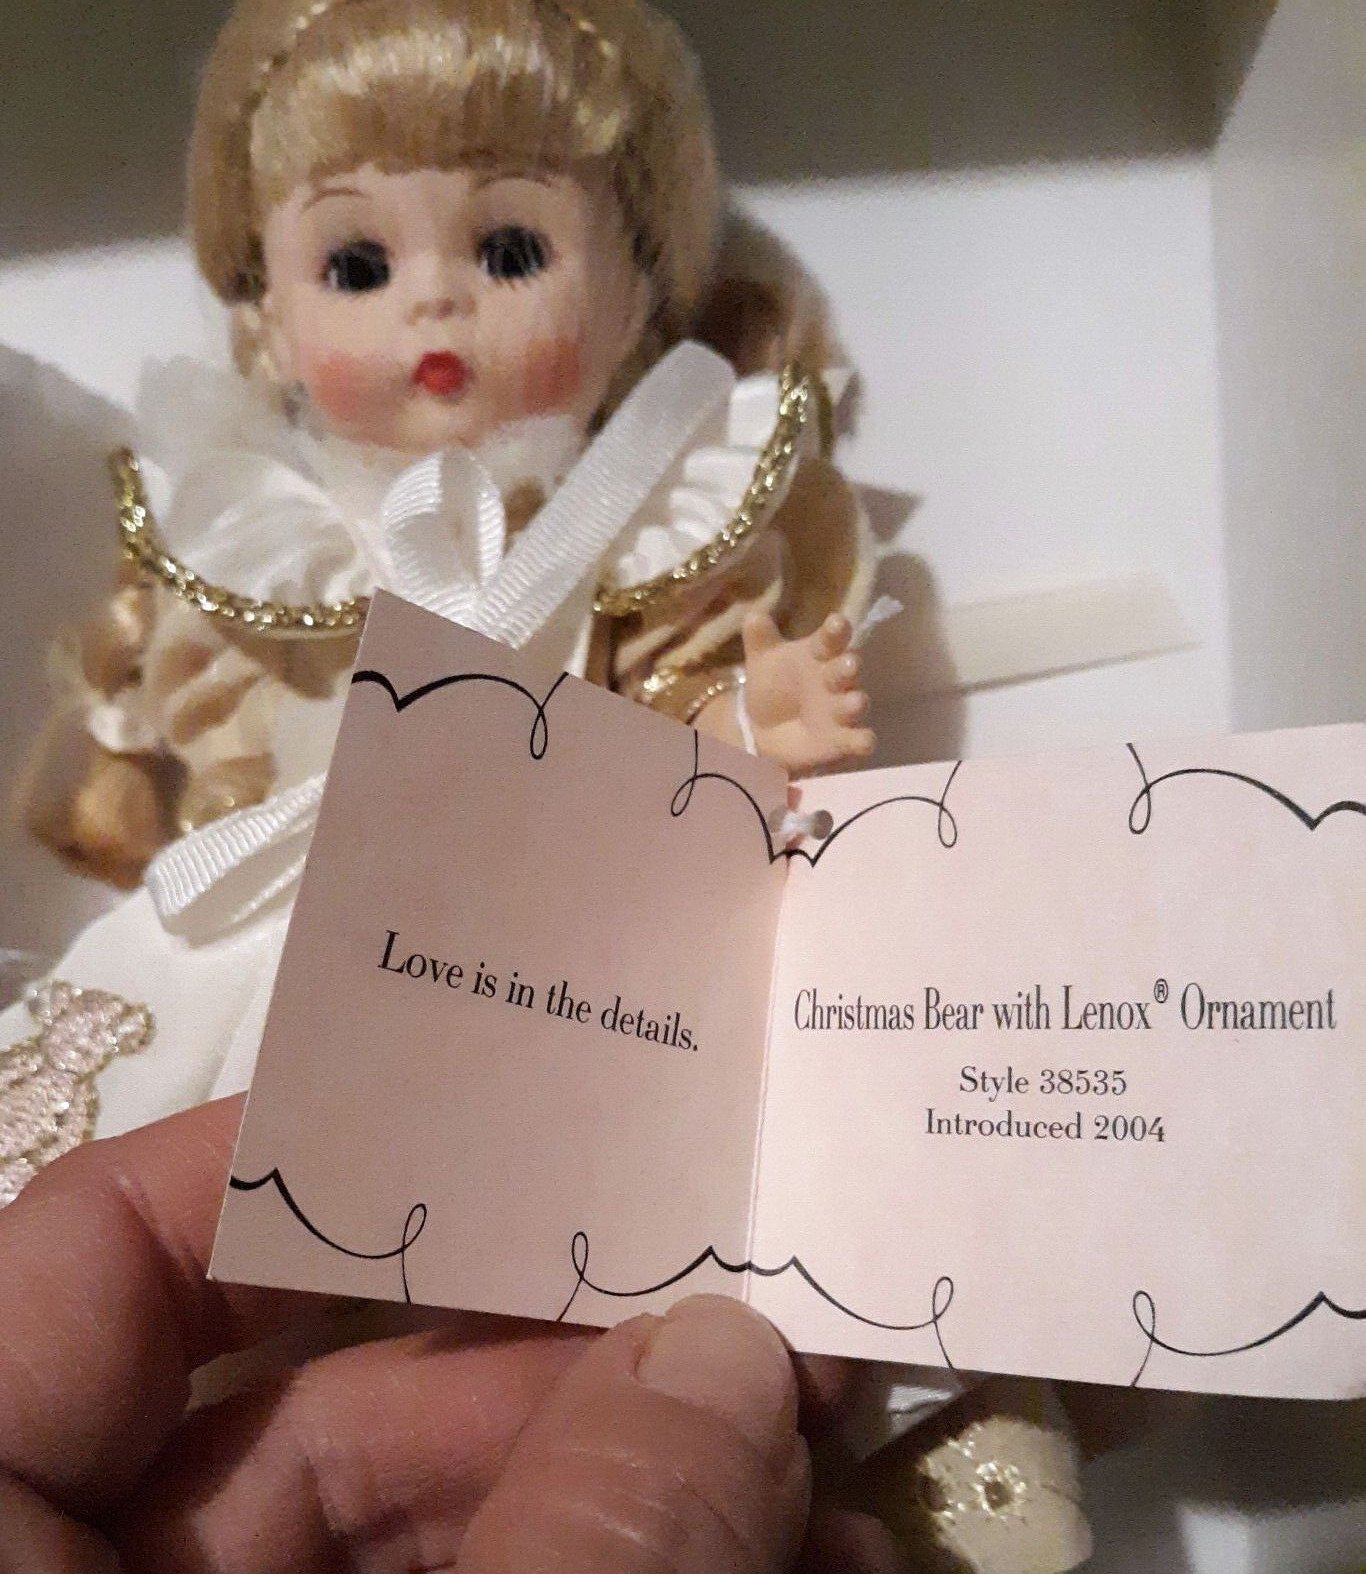 Love is in the details.
Christmas Bear with Lenox® Ornament
Style 38535
Introduced 2004